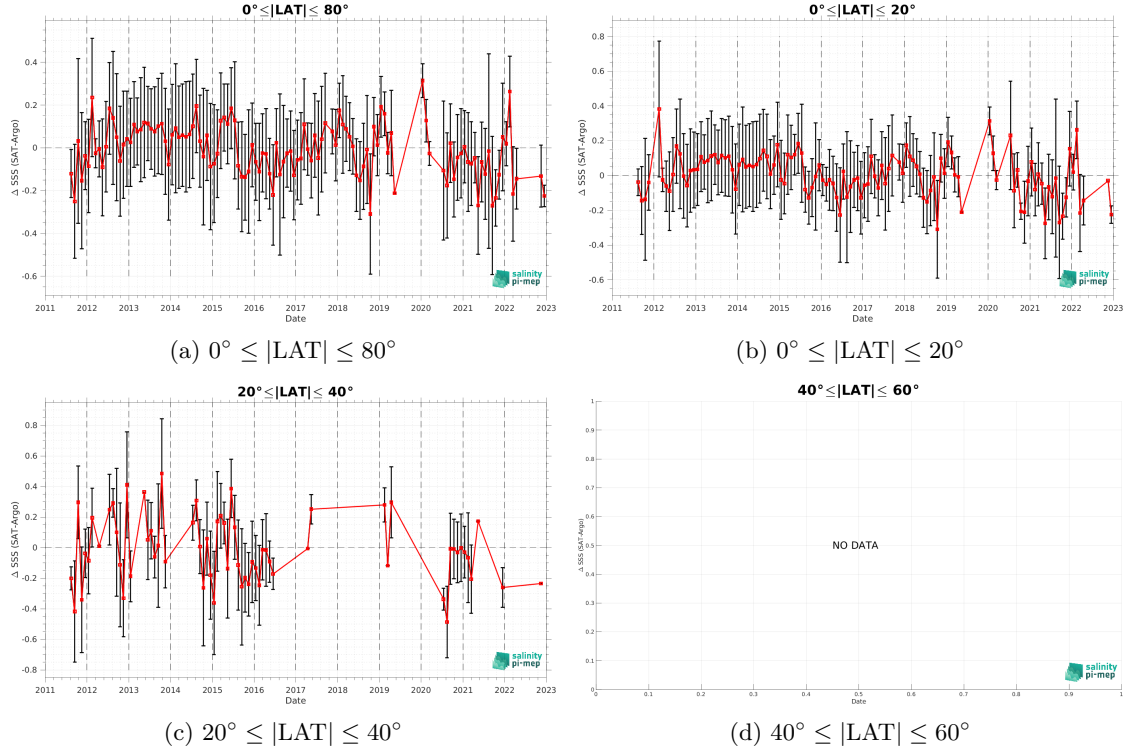 0°≤|LAT|≤ 80°
0.4
0.2
0
-0.2
-0.4
-0.6
Δ SSS (SAT-Argo)
2011 2012 2013 2014 2015 2016 2017 2018 2019 2020 2021 2022 2023
Date
salinity
pi-mep
(a) 0° ≤ |LAT| ≤ 80°
0°≤|LAT|≤ 20°
0.8
0.6
0.4
0.2
0
-0.2
-0.4
-0.6
Δ SSS (SAT-Argo)
2011 2012 2013 2014 2015 2016 2017 2018 2019 2020 2021 2022 2023
Date
salinity
pi-mep
(b) 0° ≤ |LAT| ≤ 20°
20°≤|LAT|≤ 40°
0.8
0.6
0.4
0.2
0
-0.2
-0.4
-0.6
-0.8
Δ SSS (SAT-Argo)
2011 2012 2013 2014 2015 2016 2017 2018 2019 2020 2021 2022 2023
Date
salinity
pi-mep
(c) 20° ≤ |LAT| ≤ 40°
40°≤|LAT|≤ 60°
1
0.9
0.8
0.7
0.6
0.5
0.4
0.3
0.2
0.1
0
Δ SSS (SAT-Argo)
NO DATA
0 0.1 0.2 0.3 0.4 0.5 0.6 0.7 0.8 0.9 1
Date
salinity
pi-mep
(d) 40° ≤ |LAT| ≤ 60°